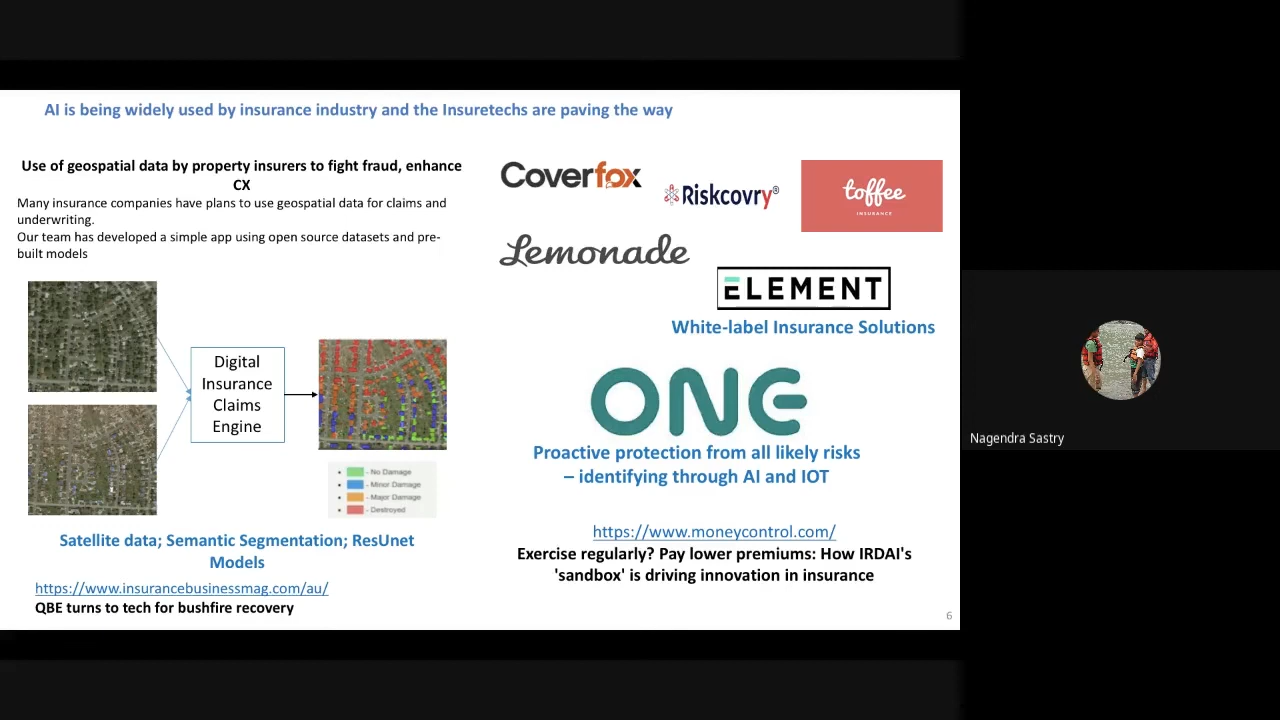 AI is being widely used by insurance industry and the Insuretechs are paving the way
Use of geospatial data by property insurers to fight fraud, enhance
CX
Many insurance companies have plans to use geospatial data for claims and
underwriting.
Our team has developed a simple app using open source datasets and pre-
built models
Digital
Insurance
Claims
Engine
No Damage
Minor Damage
Major Damage
Destroyed
Satellite data; Semantic Segmentation; ResUnet
Models
https://www.insurancebusinessmag.com/au/
QBE turns to tech for bushfire recovery
Coverfox
Riskcovry®
toffee
INSURANCE
Lemonade
ELEMENT
White-label Insurance Solutions
ONE
Proactive protection from all likely risks
– identifying through AI and IOT
https://www.moneycontrol.com/
Exercise regularly? Pay lower premiums: How IRDAI's
'sandbox' is driving innovation in insurance
6
Nagendra Sastry